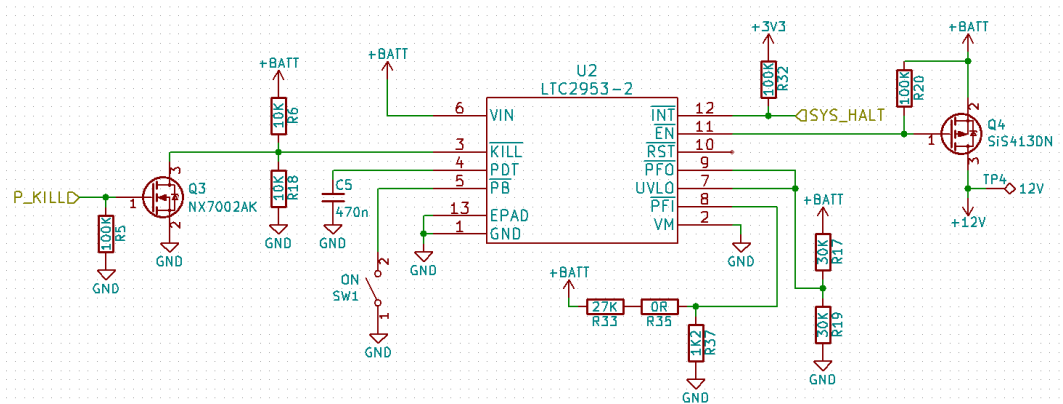 +BATT
10K
R6
P_KILL
100K
R5
GND
3
1
2
Q3
NX7002AK
GND
10K
R18
GND
C5
470n
GND
+BATT
ON
SW1
2
1
GND
U2
LTC2953-2
6 VIN
3 KILL
4 PDT
5 PB
13 EPAD
1 GND
GND
INT 12
EN 11
RST 10
PFO 9
UVLO 7
PFI 8
VM 2
GND
+3V3
100K
R32
SYS_HALT
+BATT
100K
R20
2
1
3
Q4
SiS413DN
TP4
12V
+12V
+BATT
30K
R17
30K
R19
GND
+BATT
27K
R33
0R
R35
1K2
R37
GND